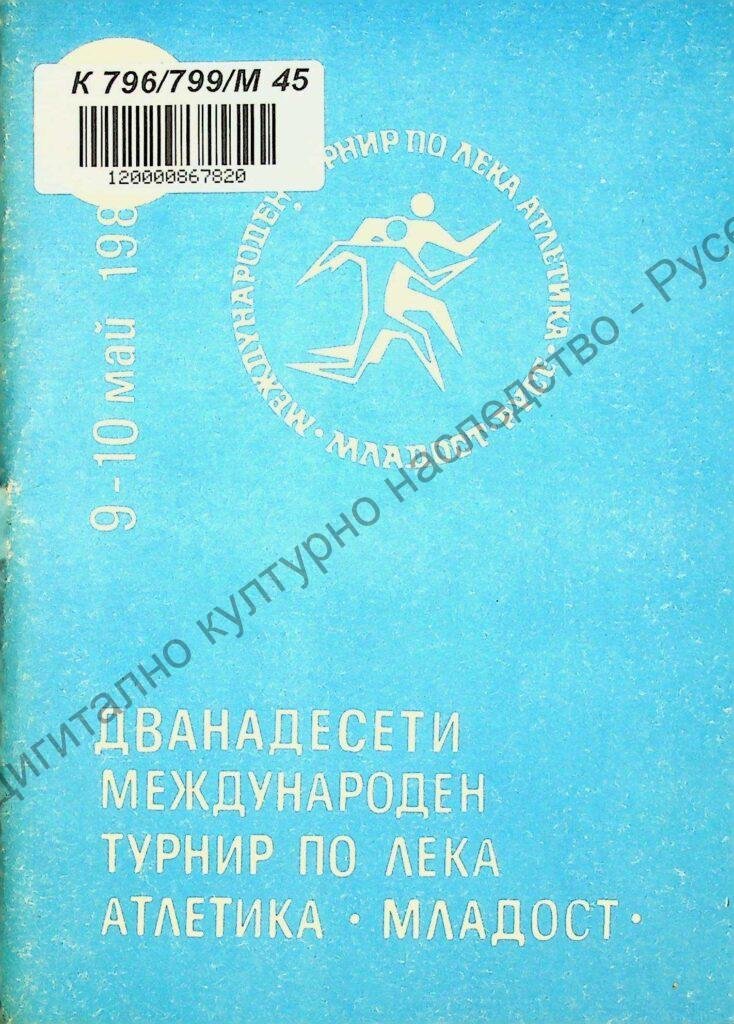 К 796/799/М 45
120000867820
9-10 май 198
МЕЖДУНАРОДЕН ТУРНИР ПО ЛЕКА АТЛЕТИКА
МЛАДОСТ
Дигитално културно наследство - Русе
ДВАНАДЕСЕТИ
МЕЖДУНАРОДЕН
ТУРНИР ПО ЛЕКА
АТЛЕТИКА • МЛАДОСТ •